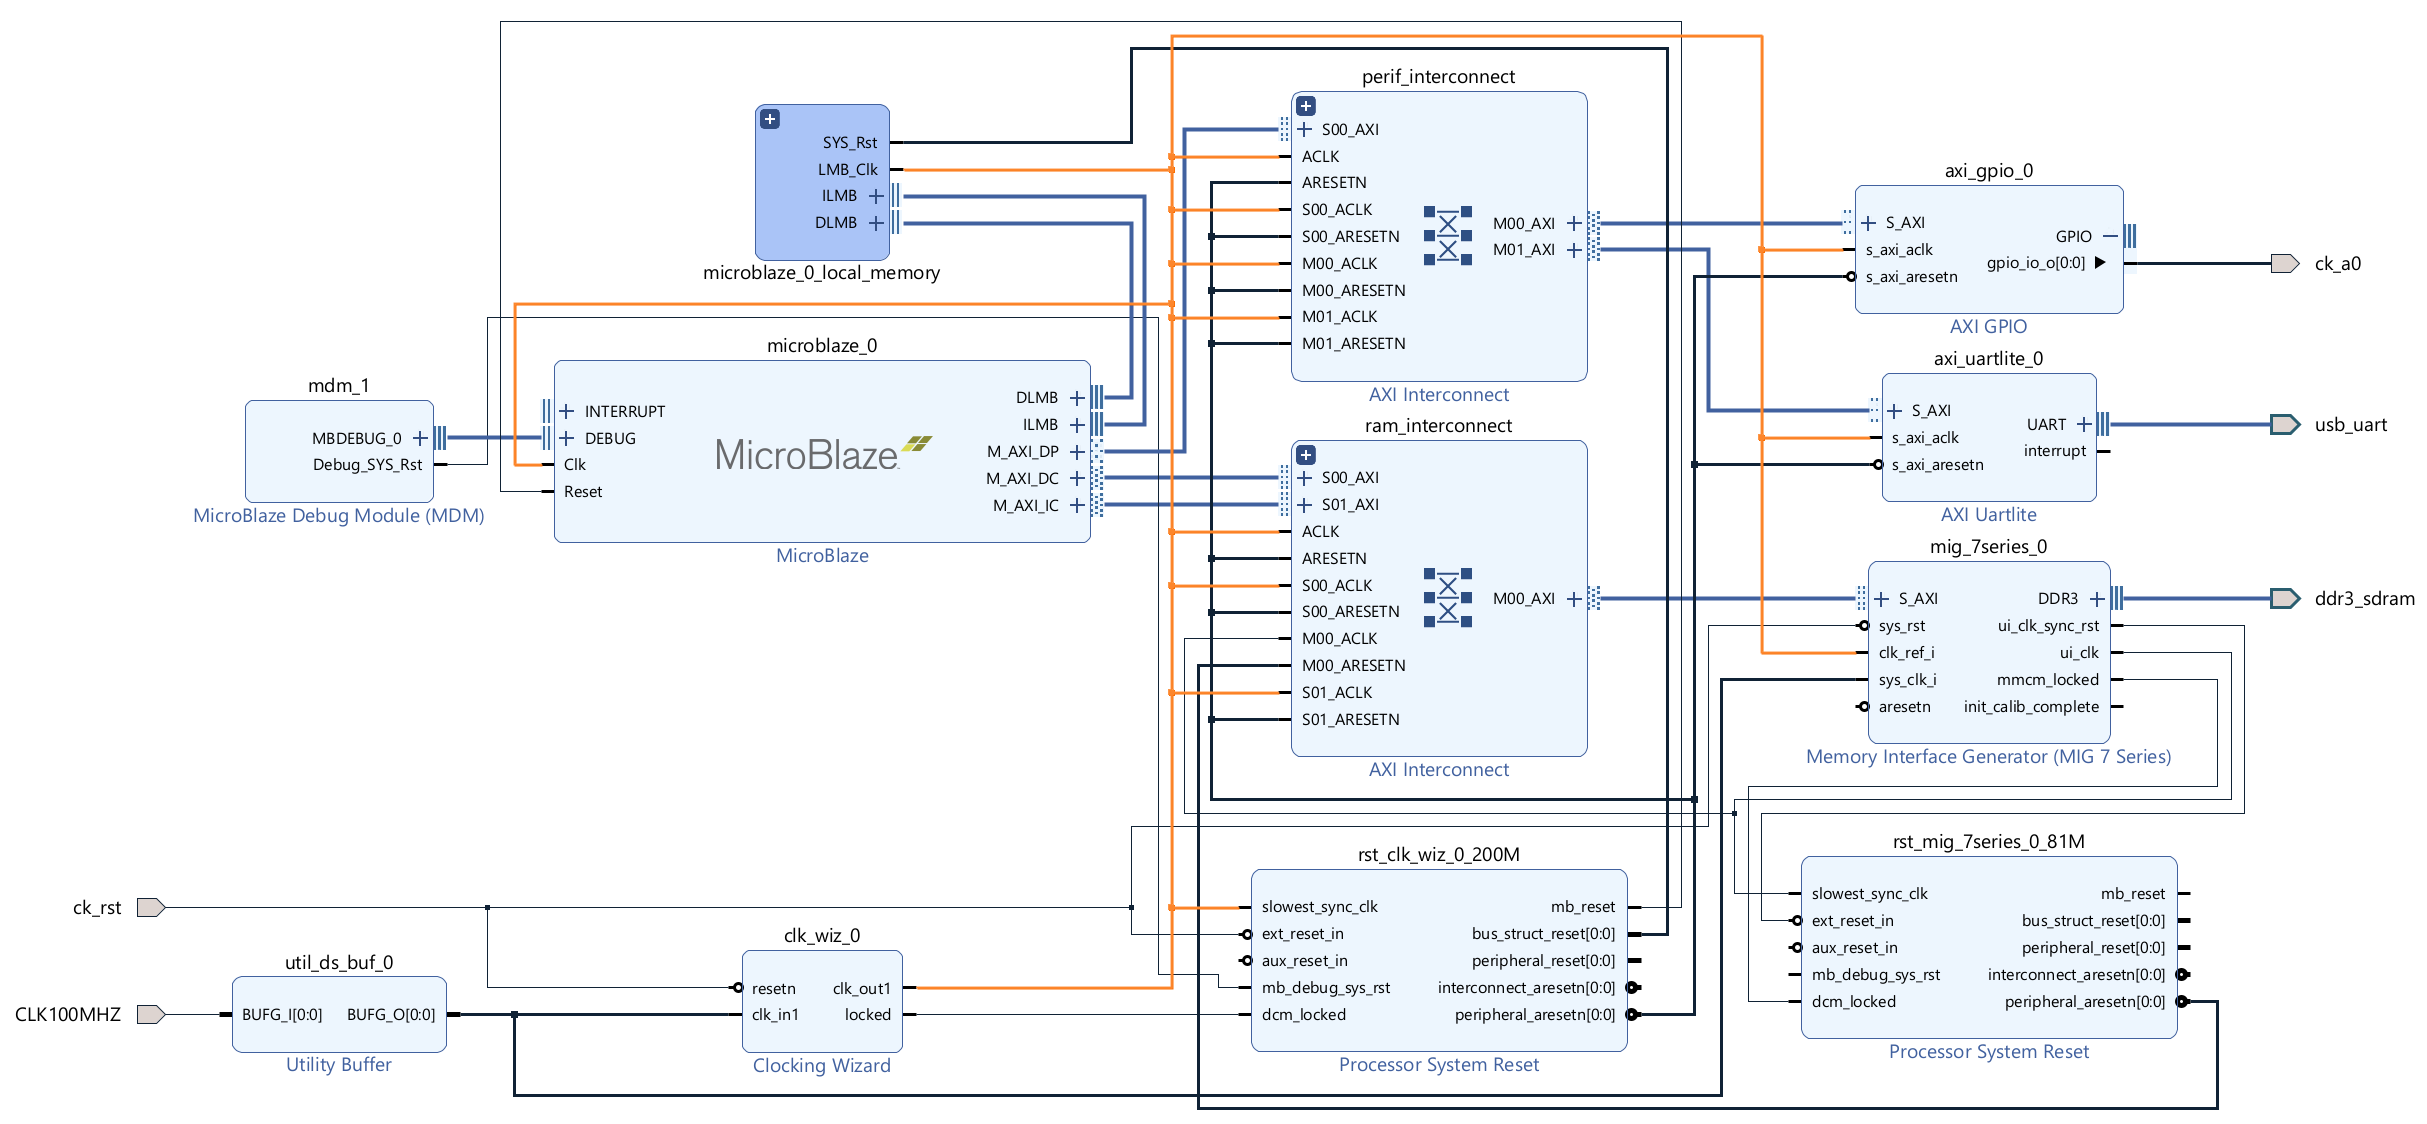 perif_interconnect
S00_AXI
ACLK
ARESETN
S00_ACLK
S00_ARESETN
M00_ACLK
M00_ARESETN
M01_ACLK
M01_ARESETN
M00_AXI
M01_AXI
AXI Interconnect
SYS_Rst
LMB_Clk
ILMB
DLMB
microblaze_0_local_memory
axi_gpio_0
S_AXI
s_axi_aclk
s_axi_aresetn
GPIO
gpio_io_o[0:0]
AXI GPIO
ck_a0
mdm_1
MBDEBUG_0
Debug_SYS_Rst
MicroBlaze Debug Module (MDM)
microblaze_0
INTERRUPT
DEBUG
Clk
Reset
MicroBlaze
DLMB
ILMB
M_AXI_DP
M_AXI_DC
M_AXI_IC
MicroBlaze
axi_uartlite_0
S_AXI
s_axi_aclk
s_axi_aresetn
UART
interrupt
AXI Uartlite
usb_uart
ram_interconnect
S00_AXI
S01_AXI
ACLK
ARESETN
S00_ACLK
S00_ARESETN
M00_ACLK
M00_ARESETN
S01_ACLK
S01_ARESETN
M00_AXI
AXI Interconnect
mig_7series_0
S_AXI
sys_rst
clk_ref_i
sys_clk_i
aresetn
DDR3
ui_clk_sync_rst
ui_clk
mmcm_locked
init_calib_complete
Memory Interface Generator (MIG 7 Series)
ddr3_sdram
ck_rst
CLK100MHZ
util_ds_buf_0
BUFG_I[0:0]
BUFG_O[0:0]
Utility Buffer
clk_wiz_0
resetn
clk_in1
clk_out1
locked
Clocking Wizard
rst_clk_wiz_0_200M
slowest_sync_clk
ext_reset_in
aux_reset_in
mb_debug_sys_rst
dcm_locked
mb_reset
bus_struct_reset[0:0]
peripheral_reset[0:0]
interconnect_aresetn[0:0]
peripheral_aresetn[0:0]
Processor System Reset
rst_mig_7series_0_81M
slowest_sync_clk
ext_reset_in
aux_reset_in
mb_debug_sys_rst
dcm_locked
mb_reset
bus_struct_reset[0:0]
peripheral_reset[0:0]
interconnect_aresetn[0:0]
peripheral_aresetn[0:0]
Processor System Reset